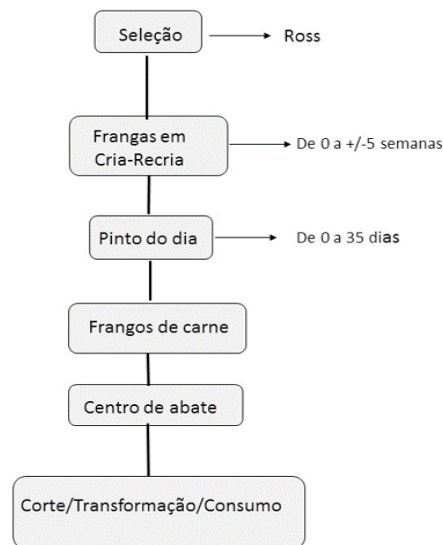 Seleção
Ross
Frangas em
Cria-Recria
De 0 a +/-5 semanas
Pinto do dia
De 0 a 35 dias
Frangos de carne
Centro de abate
Corte/Transformação/Consumo